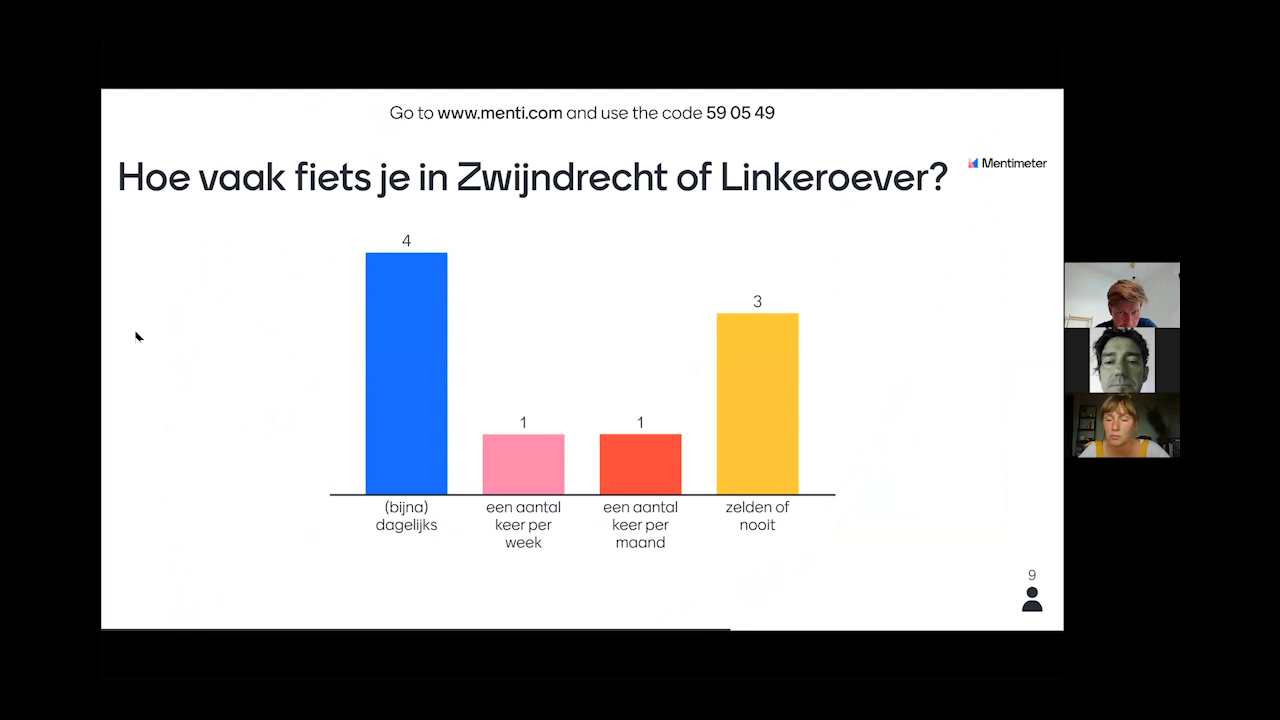 Go to www.menti.com and use the code 59 05 49
Hoe vaak fiets je in Zwijndrecht of Linkeroever?
Mentimeter
4
1
1
3
(bijna)
dagelijks
een aantal
keer per
week
een aantal
keer per
maand
zelden of
nooit
9